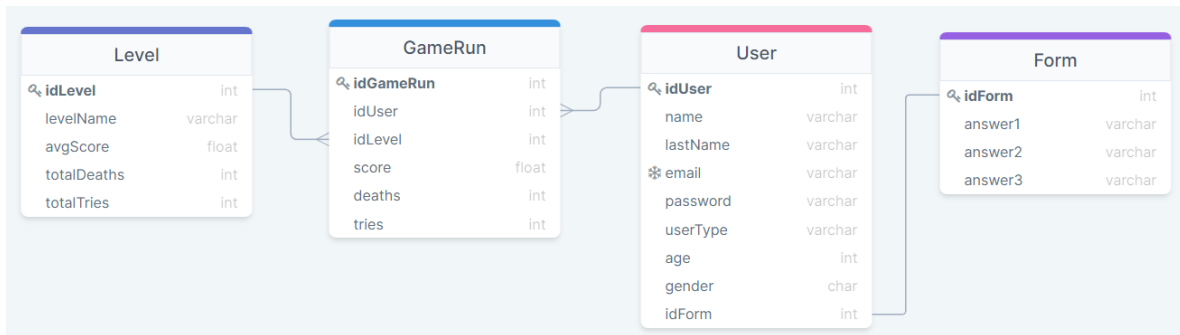 Level
idLevel int
levelName varchar
avgScore float
totalDeaths int
totalTries int
GameRun
idGameRun int
idUser int
idLevel int
score float
deaths int
tries int
User
idUser int
name varchar
lastName varchar
email varchar
password varchar
userType varchar
age int
gender char
idForm int
Form
idForm int
answer1 varchar
answer2 varchar
answer3 varchar